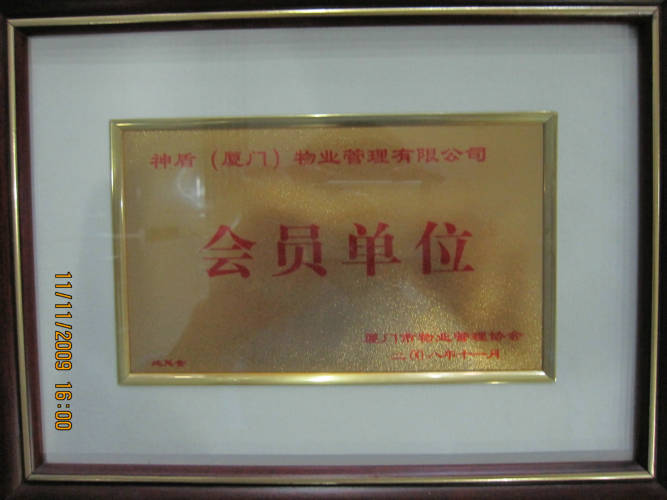 神盾（厦门）物业管理有限公司
会员单位
厦门市物业管理协会
二〇〇八年十一月
11/11/2009 16:00